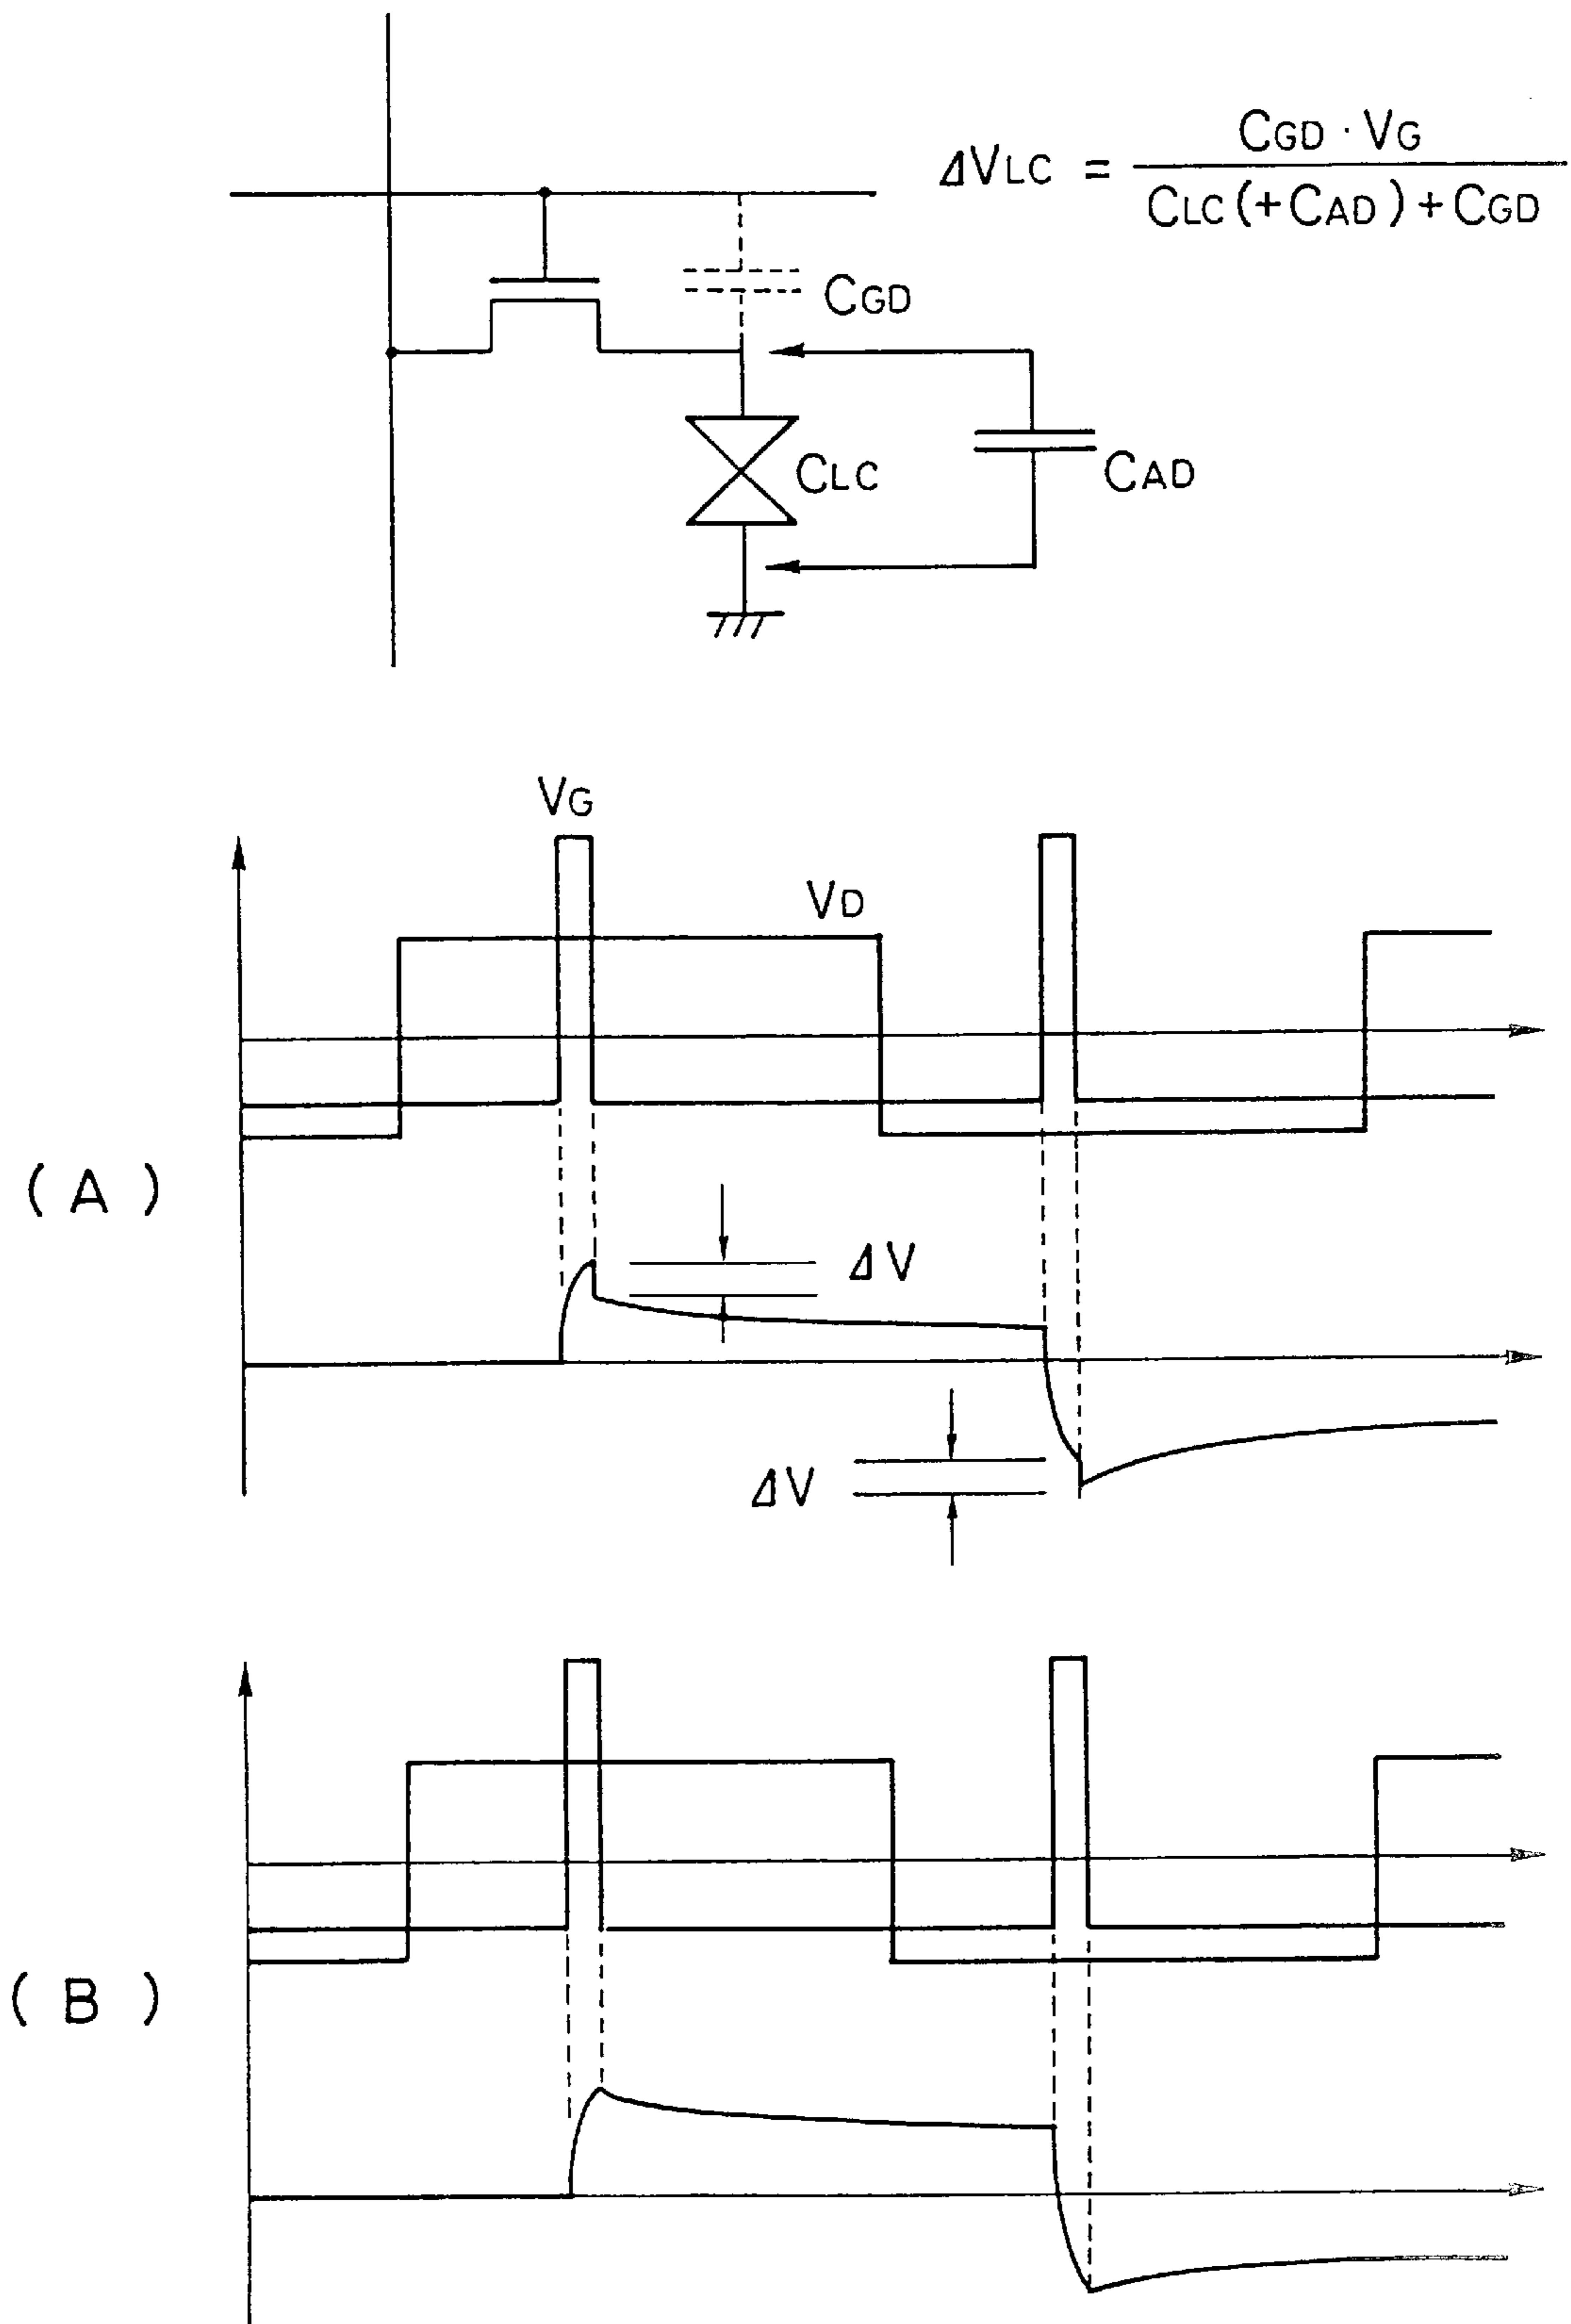 ΔVLC = CGD · VG / CLC(+CAD)+CGD
CGD
CLC
CAD
VG
VD
(A)
ΔV
ΔV
(B)